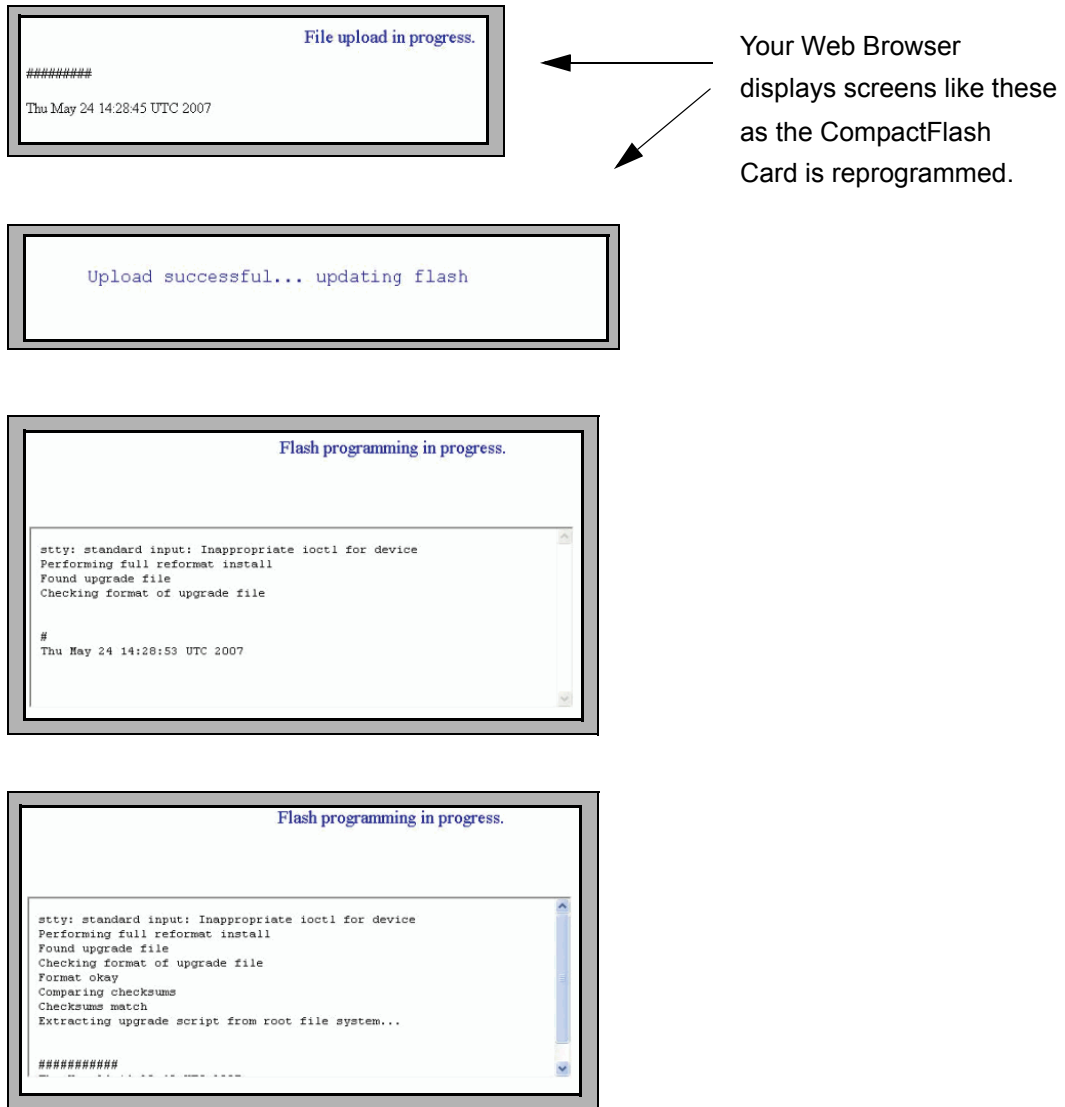 File upload in progress.
#########
Thu May 24 14:28:45 UTC 2007
Your Web Browser
displays screens like these
as the CompactFlash
Card is reprogrammed.
Upload successful... updating flash
Flash programming in progress.
stty: standard input: Inappropriate ioctl for device
Performing full reformat install
Found upgrade file
Checking format of upgrade file
#
Thu May 24 14:28:53 UTC 2007
Flash programming in progress.
stty: standard input: Inappropriate ioctl for device
Performing full reformat install
Found upgrade file
Checking format of upgrade file
Format okay
Comparing checksums
Checksums match
Extracting upgrade script from root file system...
###########